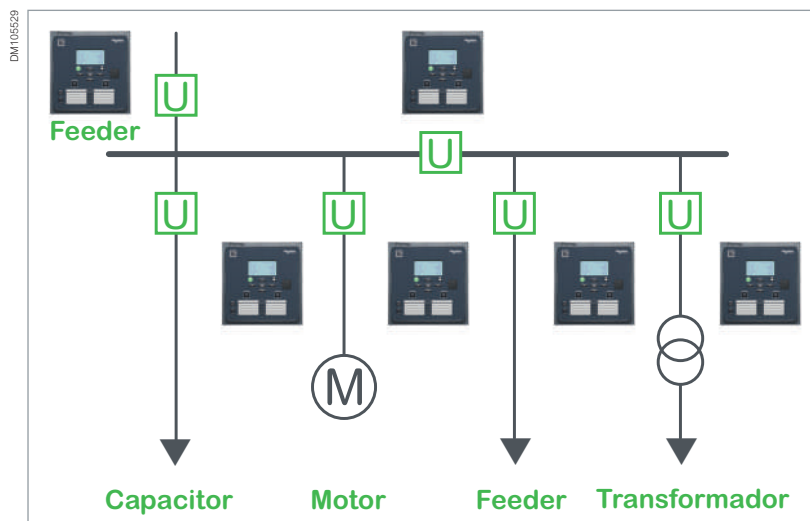 DM105529
U
Feeder
U
U
U
U
U
M
Capacitor
Motor
Feeder
Transformador